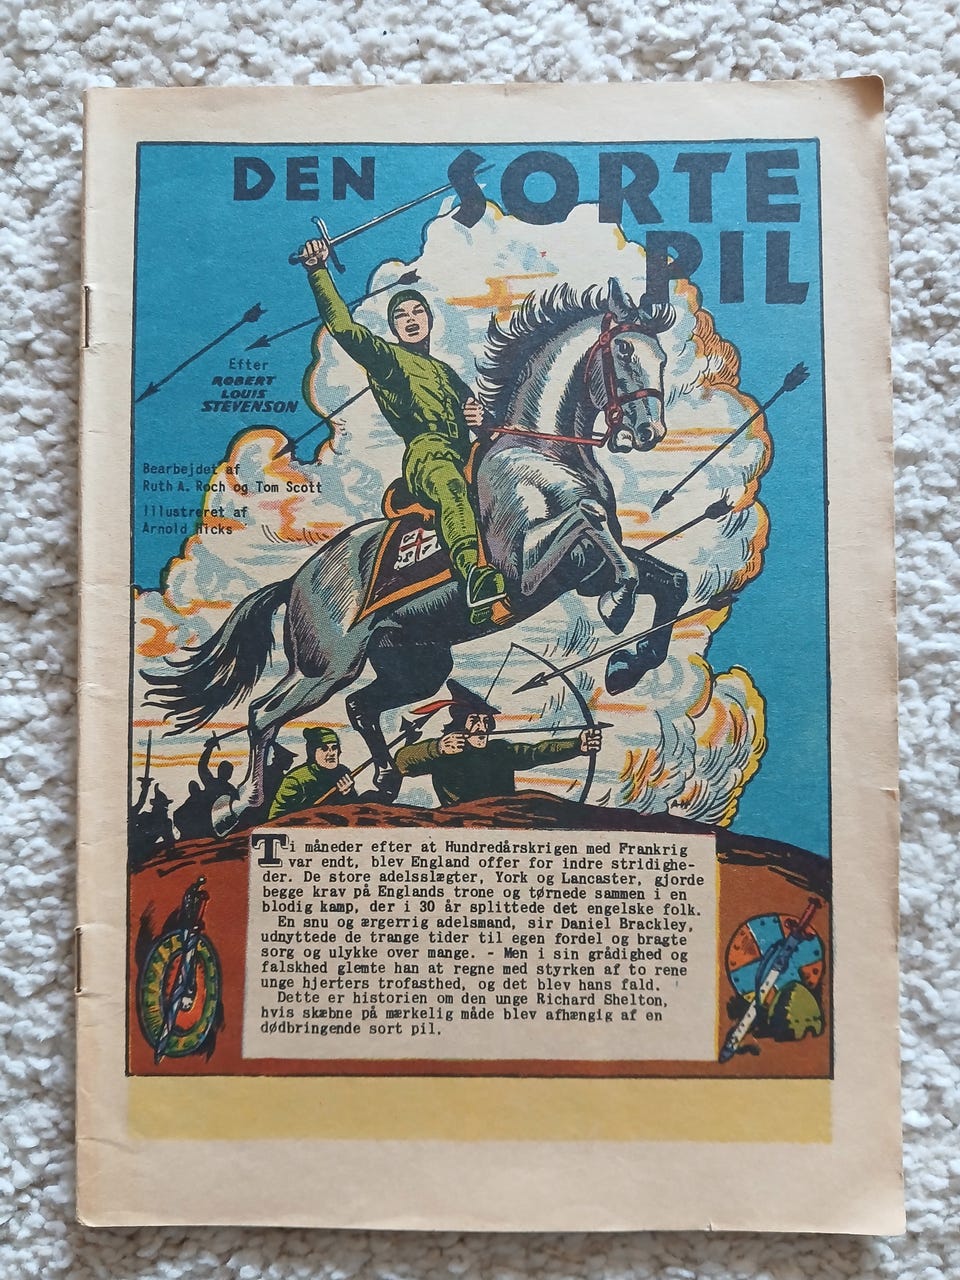 DEN SORTE
PIL
Efter
ROBERT
LOUIS
STEVENSON
Bearbejdet af
Ruth A. Roch og Tom Scott
Illustreret af
Arnold Hicks
A H
Ti måneder efter at Hundredårskrigen med Frankrig
var endt, blev England offer for indre stridighe-
der. De store adelsslægter, York og Lancaster, gjorde
begge krav på Englands trone og tørnede sammen i en
blodig kamp, der i 30 år splittede det engelske folk.
En snu og ærgerrig adelsmand, sir Daniel Brackley,
udnyttede de trange tider til egen fordel og bragte
sorg og ulykke over mange. - Men i sin grådighed og
falskhed glemte han at regne med styrken af to rene
unge hjerters trofasthed, og det blev hans fald.
Dette er historien om den unge Richard Shelton,
hvis skæbne på mærkelig måde blev afhængig af en
dødbringende sort pil.